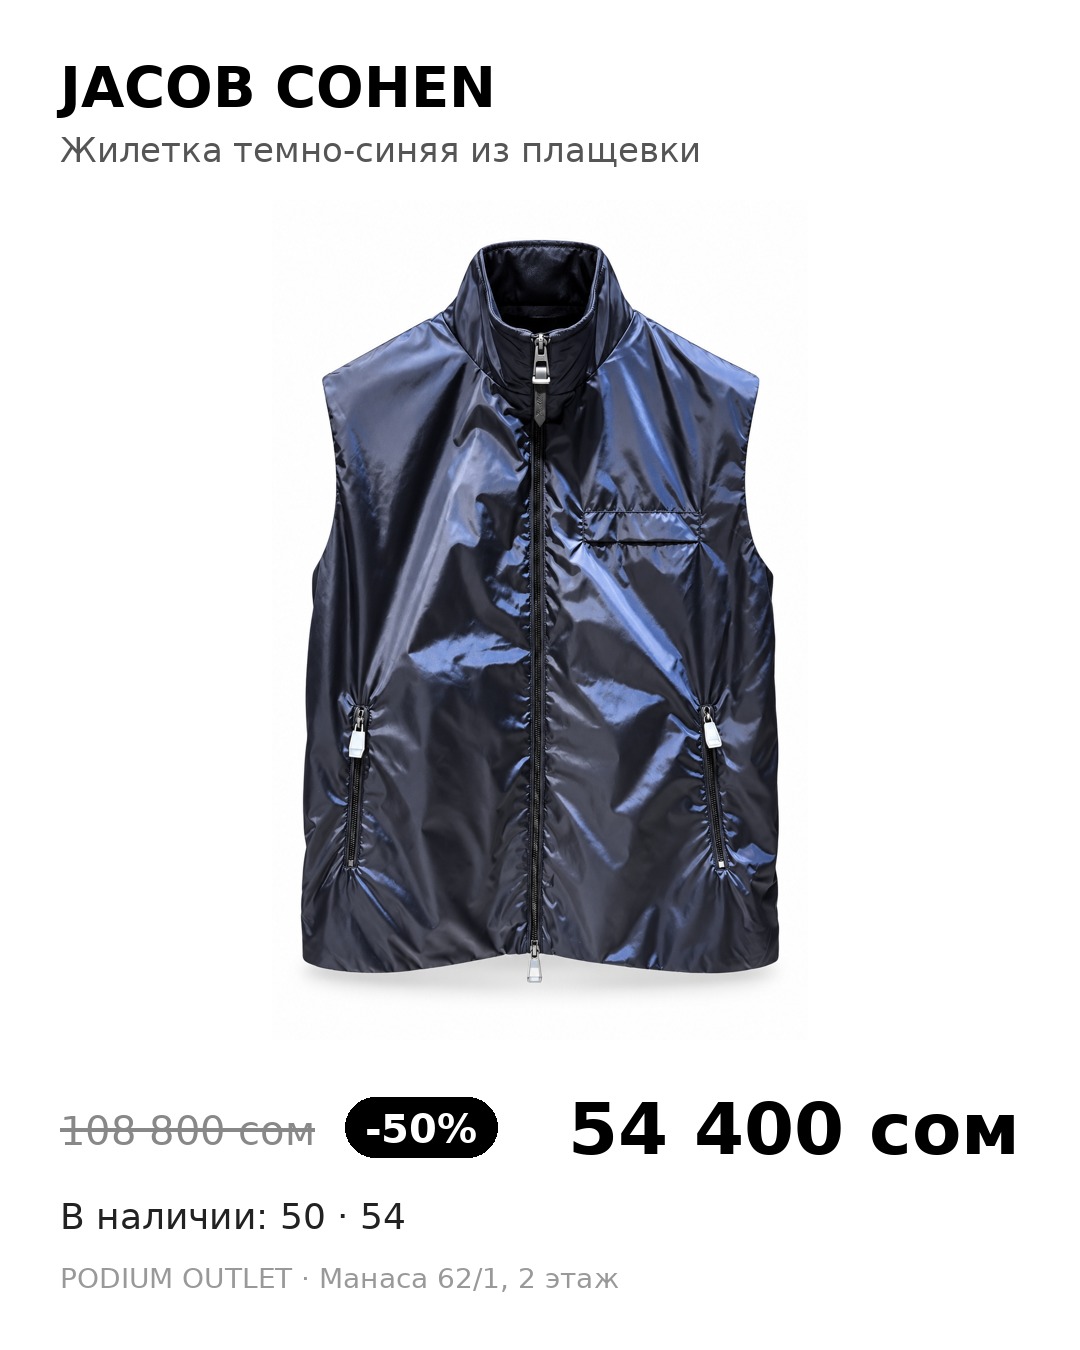 JACOB COHEN
Жилетка темно-синяя из плащевки
108 800 сом -50% 54 400 сом
В наличии: 50 · 54
PODIUM OUTLET · Манаса 62/1, 2 этаж